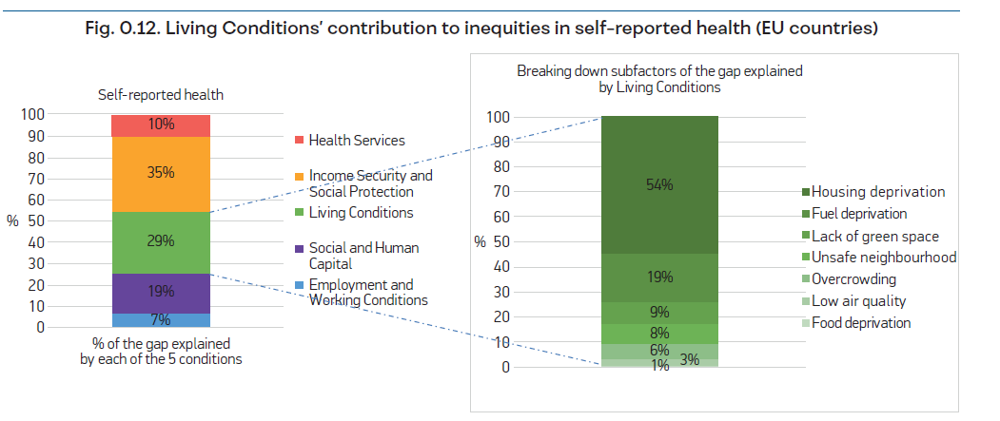 Fig. 0.12. Living Conditions’ contribution to inequities in self-reported health (EU countries)
Self-reported health
100
90
80
70
60
% 50
40
30
20
10
0
10%
35%
29%
19%
7%
% of the gap explained
by each of the 5 conditions
Health Services
Income Security and
Social Protection
Living Conditions
Social and Human
Capital
Employment and
Working Conditions
Breaking down subfactors of the gap explained
by Living Conditions
100
90
80
70
60
% 50
40
30
20
10
0
54%
19%
9%
8%
6%
1% 3%
Housing deprivation
Fuel deprivation
Lack of green space
Unsafe neighbourhood
Overcrowding
Low air quality
Food deprivation